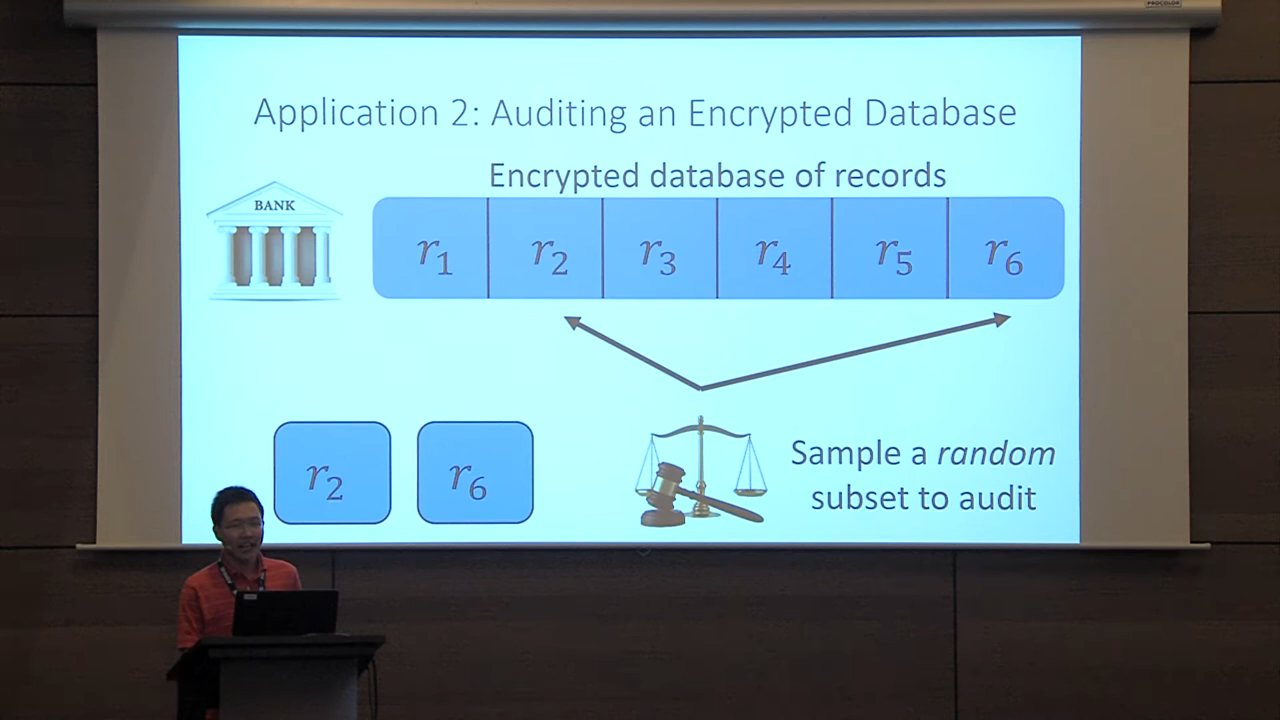 PROCOLOR
Application 2: Auditing an Encrypted Database
Encrypted database of records
BANK
r₁ r₂ r₃ r₄ r₅ r₆
r₂ r₆
Sample a random
subset to audit